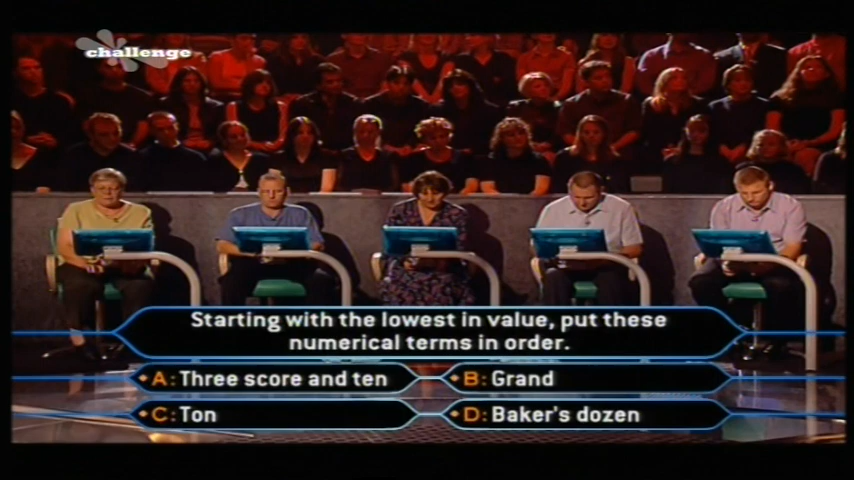 challenge
Starting with the lowest in value, put these
numerical terms in order.
A: Three score and ten
B: Grand
C: Ton
D: Baker's dozen